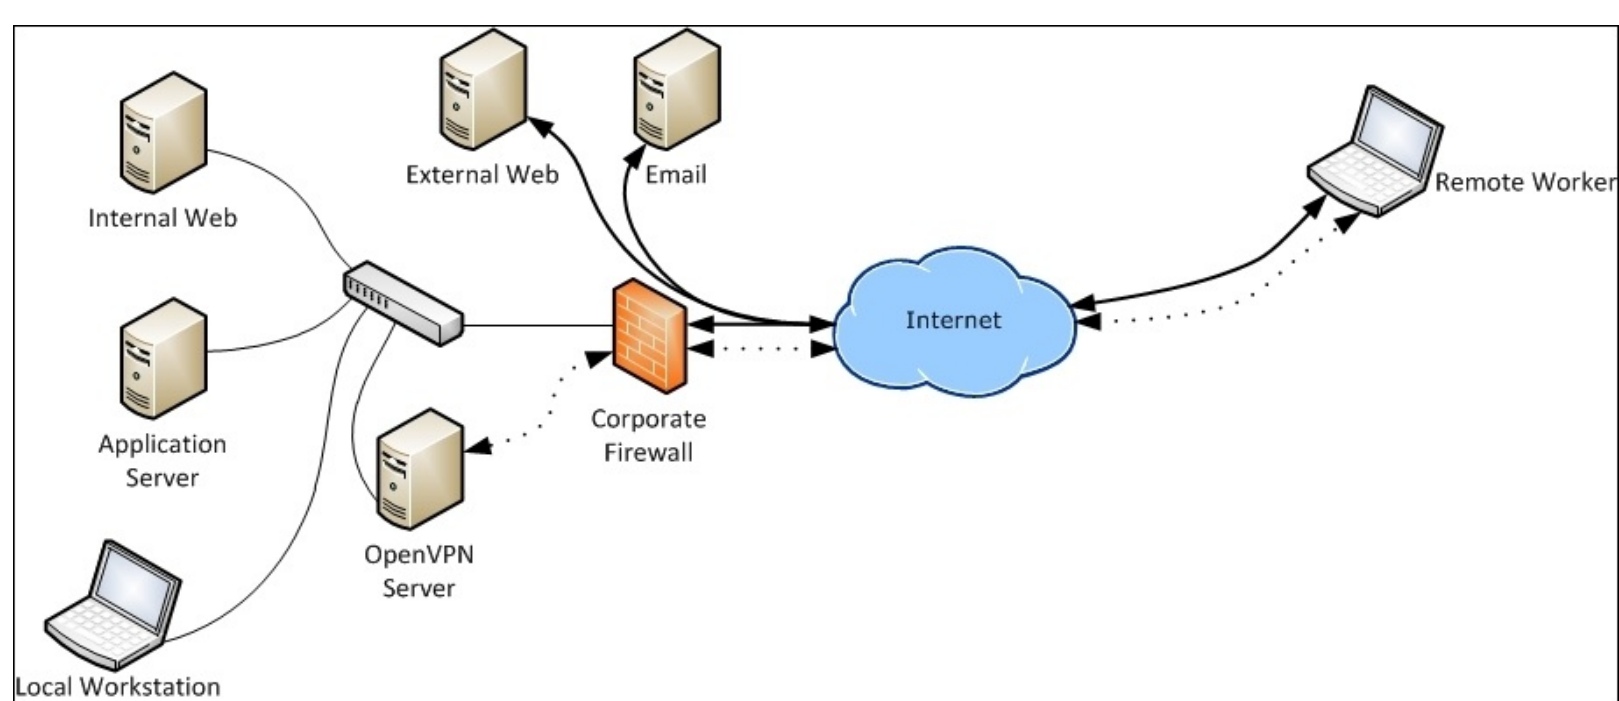 External Web
Email
Remote Worker
Internal Web
Internet
Corporate
Firewall
Application
Server
OpenVPN
Server
Local Workstation